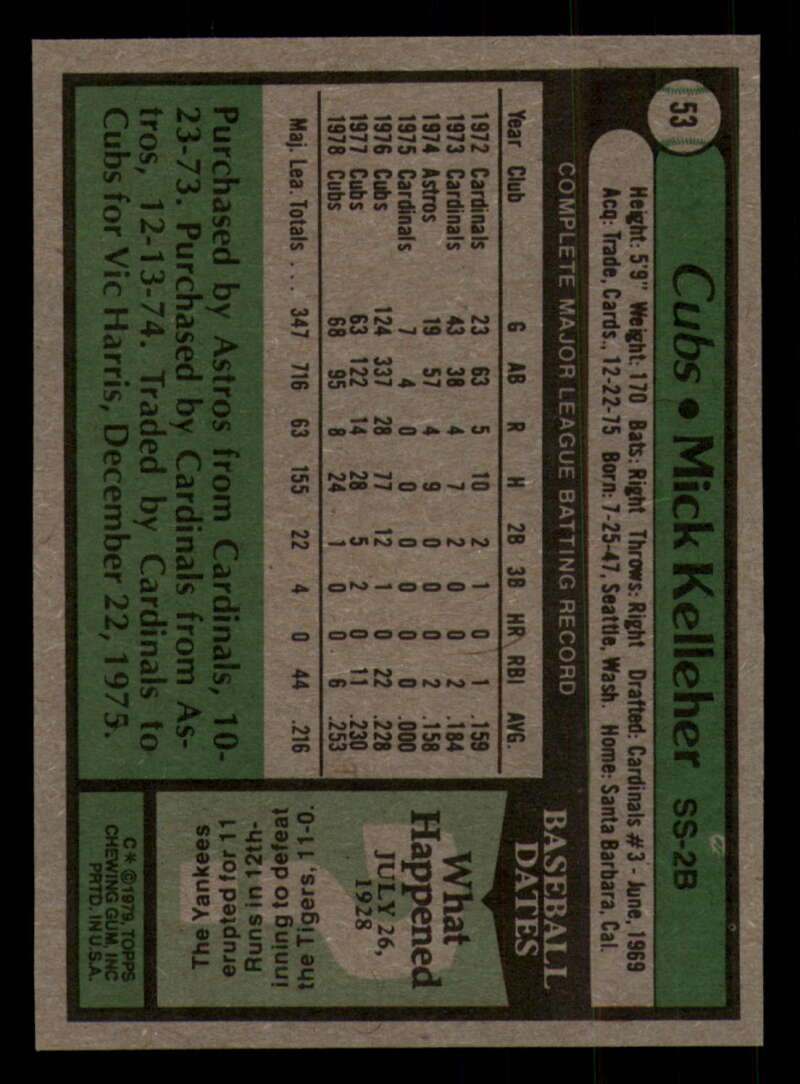 53
Cubs • Mick Kelleher SS-2B
Height: 5'9" Weight: 170 Bats: Right Throws: Right Drafted: Cardinals #3 - June, 1969
Acq: Trade, Cards., 12-22-75 Born: 7-25-47, Seattle, Wash. Home: Santa Barbara, Cal.
COMPLETE MAJOR LEAGUE BATTING RECORD
Year Club G AB R H 2B 3B HR RBI AVG.
1972 Cardinals 23 63 5 10 2 1 0 1 .159
1973 Cardinals 43 38 4 7 2 0 0 2 .184
1974 Astros 19 57 4 9 0 0 0 2 .158
1975 Cardinals 7 4 0 0 0 0 0 0 .000
1976 Cubs 124 337 28 77 12 1 0 22 .228
1977 Cubs 63 122 14 28 5 2 0 11 .230
1978 Cubs 68 95 8 24 1 0 0 6 .253
Maj. Lea. Totals . . . 347 716 63 155 22 4 0 44 .216
Purchased by Astros from Cardinals, 10-
23-73. Purchased by Cardinals from As-
tros, 12-13-74. Traded by Cardinals to
Cubs for Vic Harris, December 22, 1975.
BASEBALL
DATES
What
Happened
JULY 26,
1928
The Yankees
erupted for 11
Runs in 12th-
inning to defeat
the Tigers, 11-0.
C* ©1979, TOPPS
CHEWING GUM, INC
PRTD. IN U.S.A.